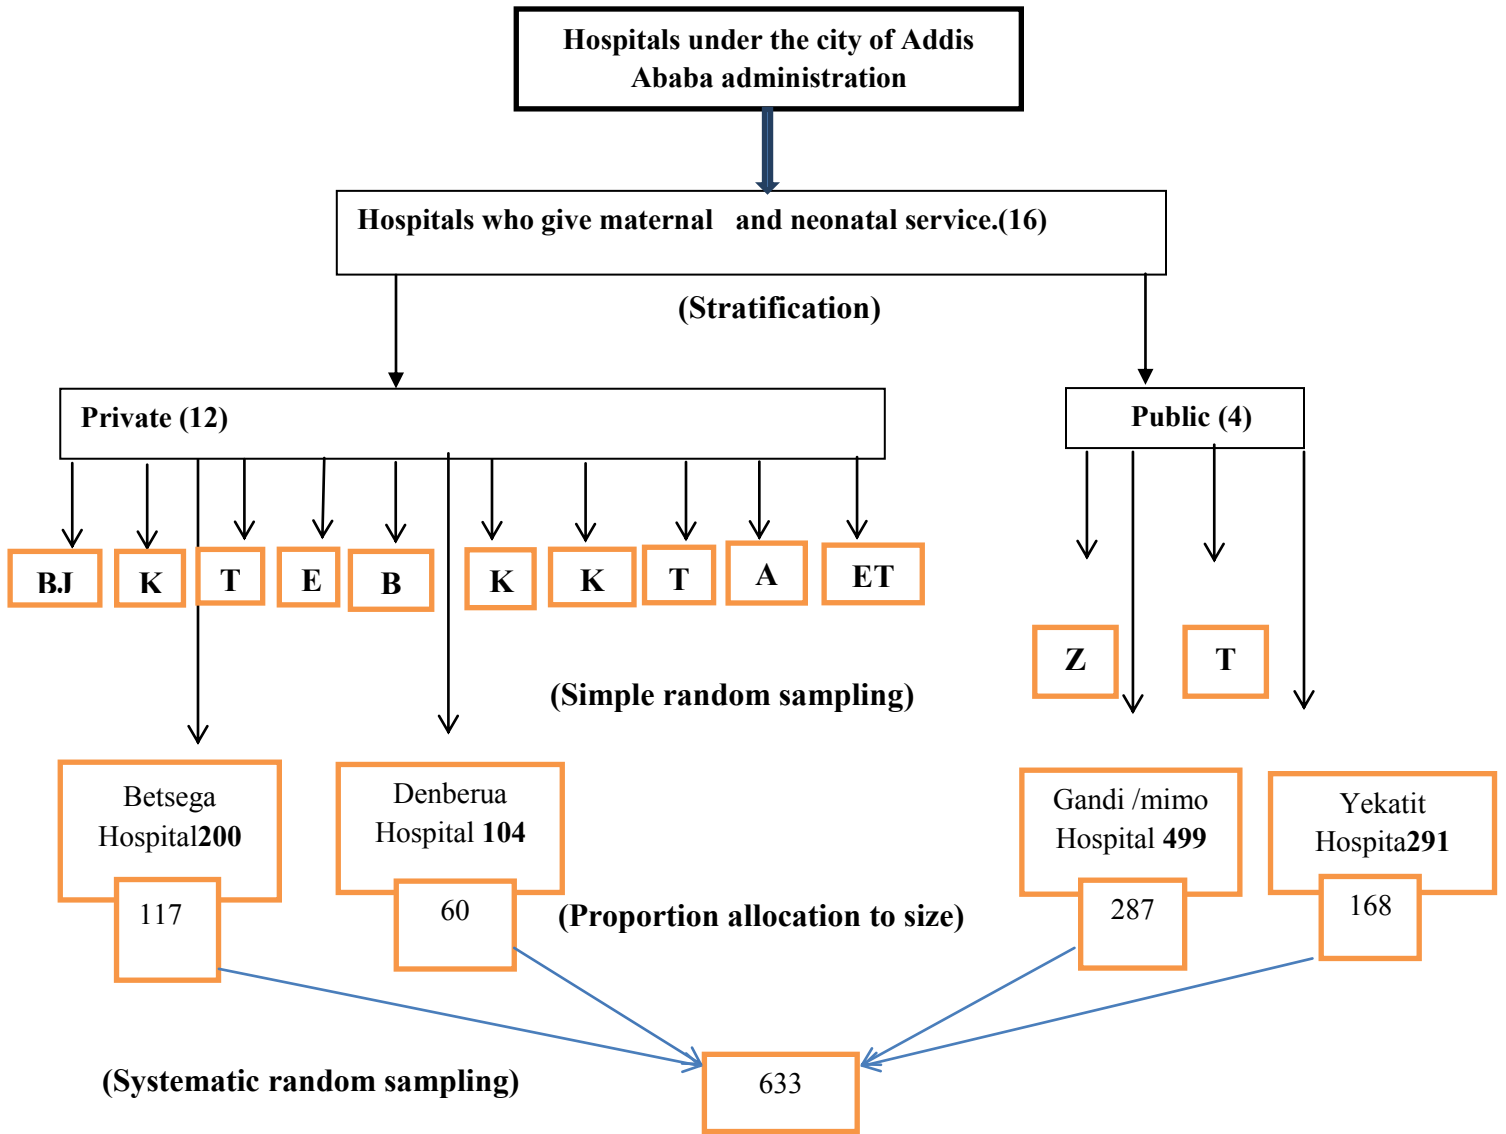 Hospitals under the city of Addis
Ababa administration
Hospitals who give maternal and neonatal service.(16)
(Stratification)
Private (12)
Public (4)
BJ
K
T
E
B
K
K
T
A
ET
Z
T
(Simple random sampling)
Betsega
Hospital200
Denberua
Hospital 104
Gandi /mimo
Hospital 499
Yekatit
Hospita291
117
60
(Proportion allocation to size)
287
168
(Systematic random sampling)
633